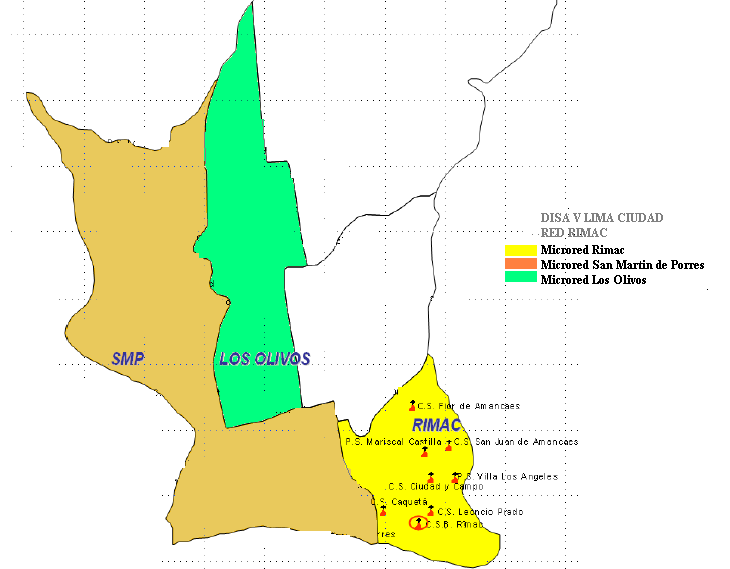 DISA V LIMA CIUDAD
RED RIMAC
Microred Rimac
Microred San Martin de Porres
Microred Los Olivos
SMP
LOS OLIVOS
C.S. Flor de Amancaes
RIMAC
P.S. Mariscal Castilla
C.S. San Juan de Amancaes
P.S. Villa Los Angeles
C.S. Ciudad y Campo
C.S. Caquetá
C.S. Leoncio Prado
C.S.B. Rimac
rres